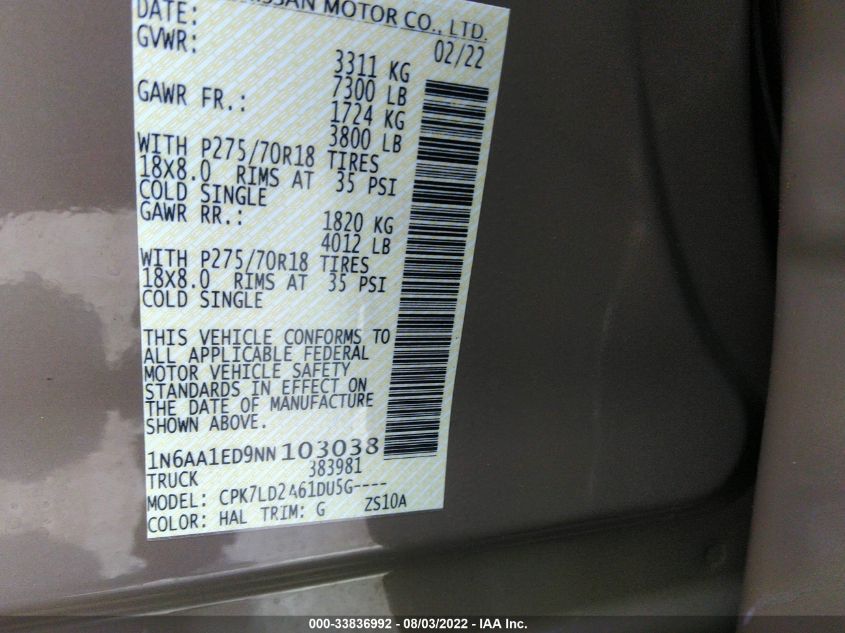 NISSAN MOTOR CO., LTD.
DATE: 02/22
GVWR: 3311 KG
7300 LB
GAWR FR.: 1724 KG
3800 LB
WITH P275/70R18 TIRES
18X8.0 RIMS AT 35 PSI
COLD SINGLE
GAWR RR.: 1820 KG
4012 LB
WITH P275/70R18 TIRES
18X8.0 RIMS AT 35 PSI
COLD SINGLE
THIS VEHICLE CONFORMS TO
ALL APPLICABLE FEDERAL
MOTOR VEHICLE SAFETY
STANDARDS IN EFFECT ON
THE DATE OF MANUFACTURE
SHOWN ABOVE.
1N6AA1ED9NN103038
TRUCK 383981
MODEL: CPK7LD2A61DU5G----
COLOR: HAL TRIM: G ZS10A
000-33836992 - 08/03/2022 - IAA Inc.